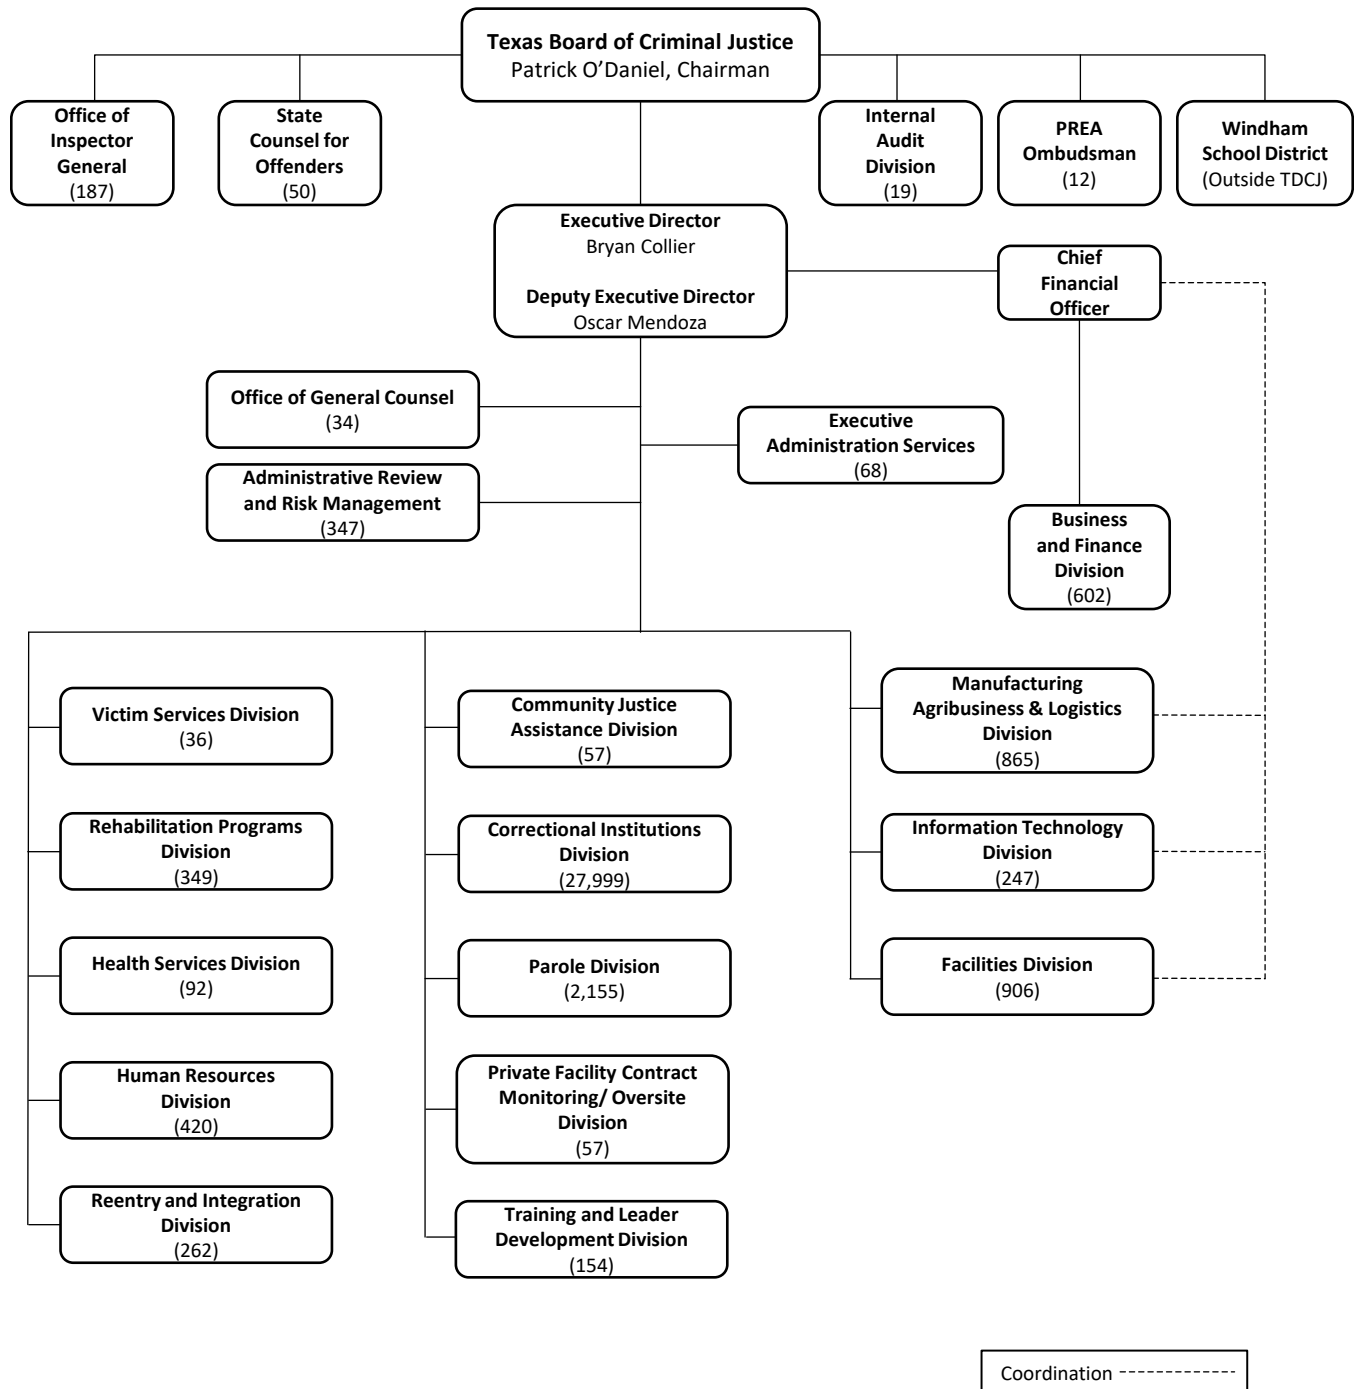 Texas Board of Criminal Justice
Patrick O’Daniel, Chairman
Office of
Inspector
General
(187)
State
Counsel for
Offenders
(50)
Internal
Audit
Division
(19)
PREA
Ombudsman
(12)
Windham
School District
(Outside TDCJ)
Executive Director
Bryan Collier
Deputy Executive Director
Oscar Mendoza
Chief
Financial
Officer
Office of General Counsel
(34)
Executive
Administration Services
(68)
Administrative Review
and Risk Management
(347)
Business
and Finance
Division
(602)
Victim Services Division
(36)
Rehabilitation Programs
Division
(349)
Health Services Division
(92)
Human Resources
Division
(420)
Reentry and Integration
Division
(262)
Community Justice
Assistance Division
(57)
Correctional Institutions
Division
(27,999)
Parole Division
(2,155)
Private Facility Contract
Monitoring/ Oversite
Division
(57)
Training and Leader
Development Division
(154)
Manufacturing
Agribusiness & Logistics
Division
(865)
Information Technology
Division
(247)
Facilities Division
(906)
Coordination